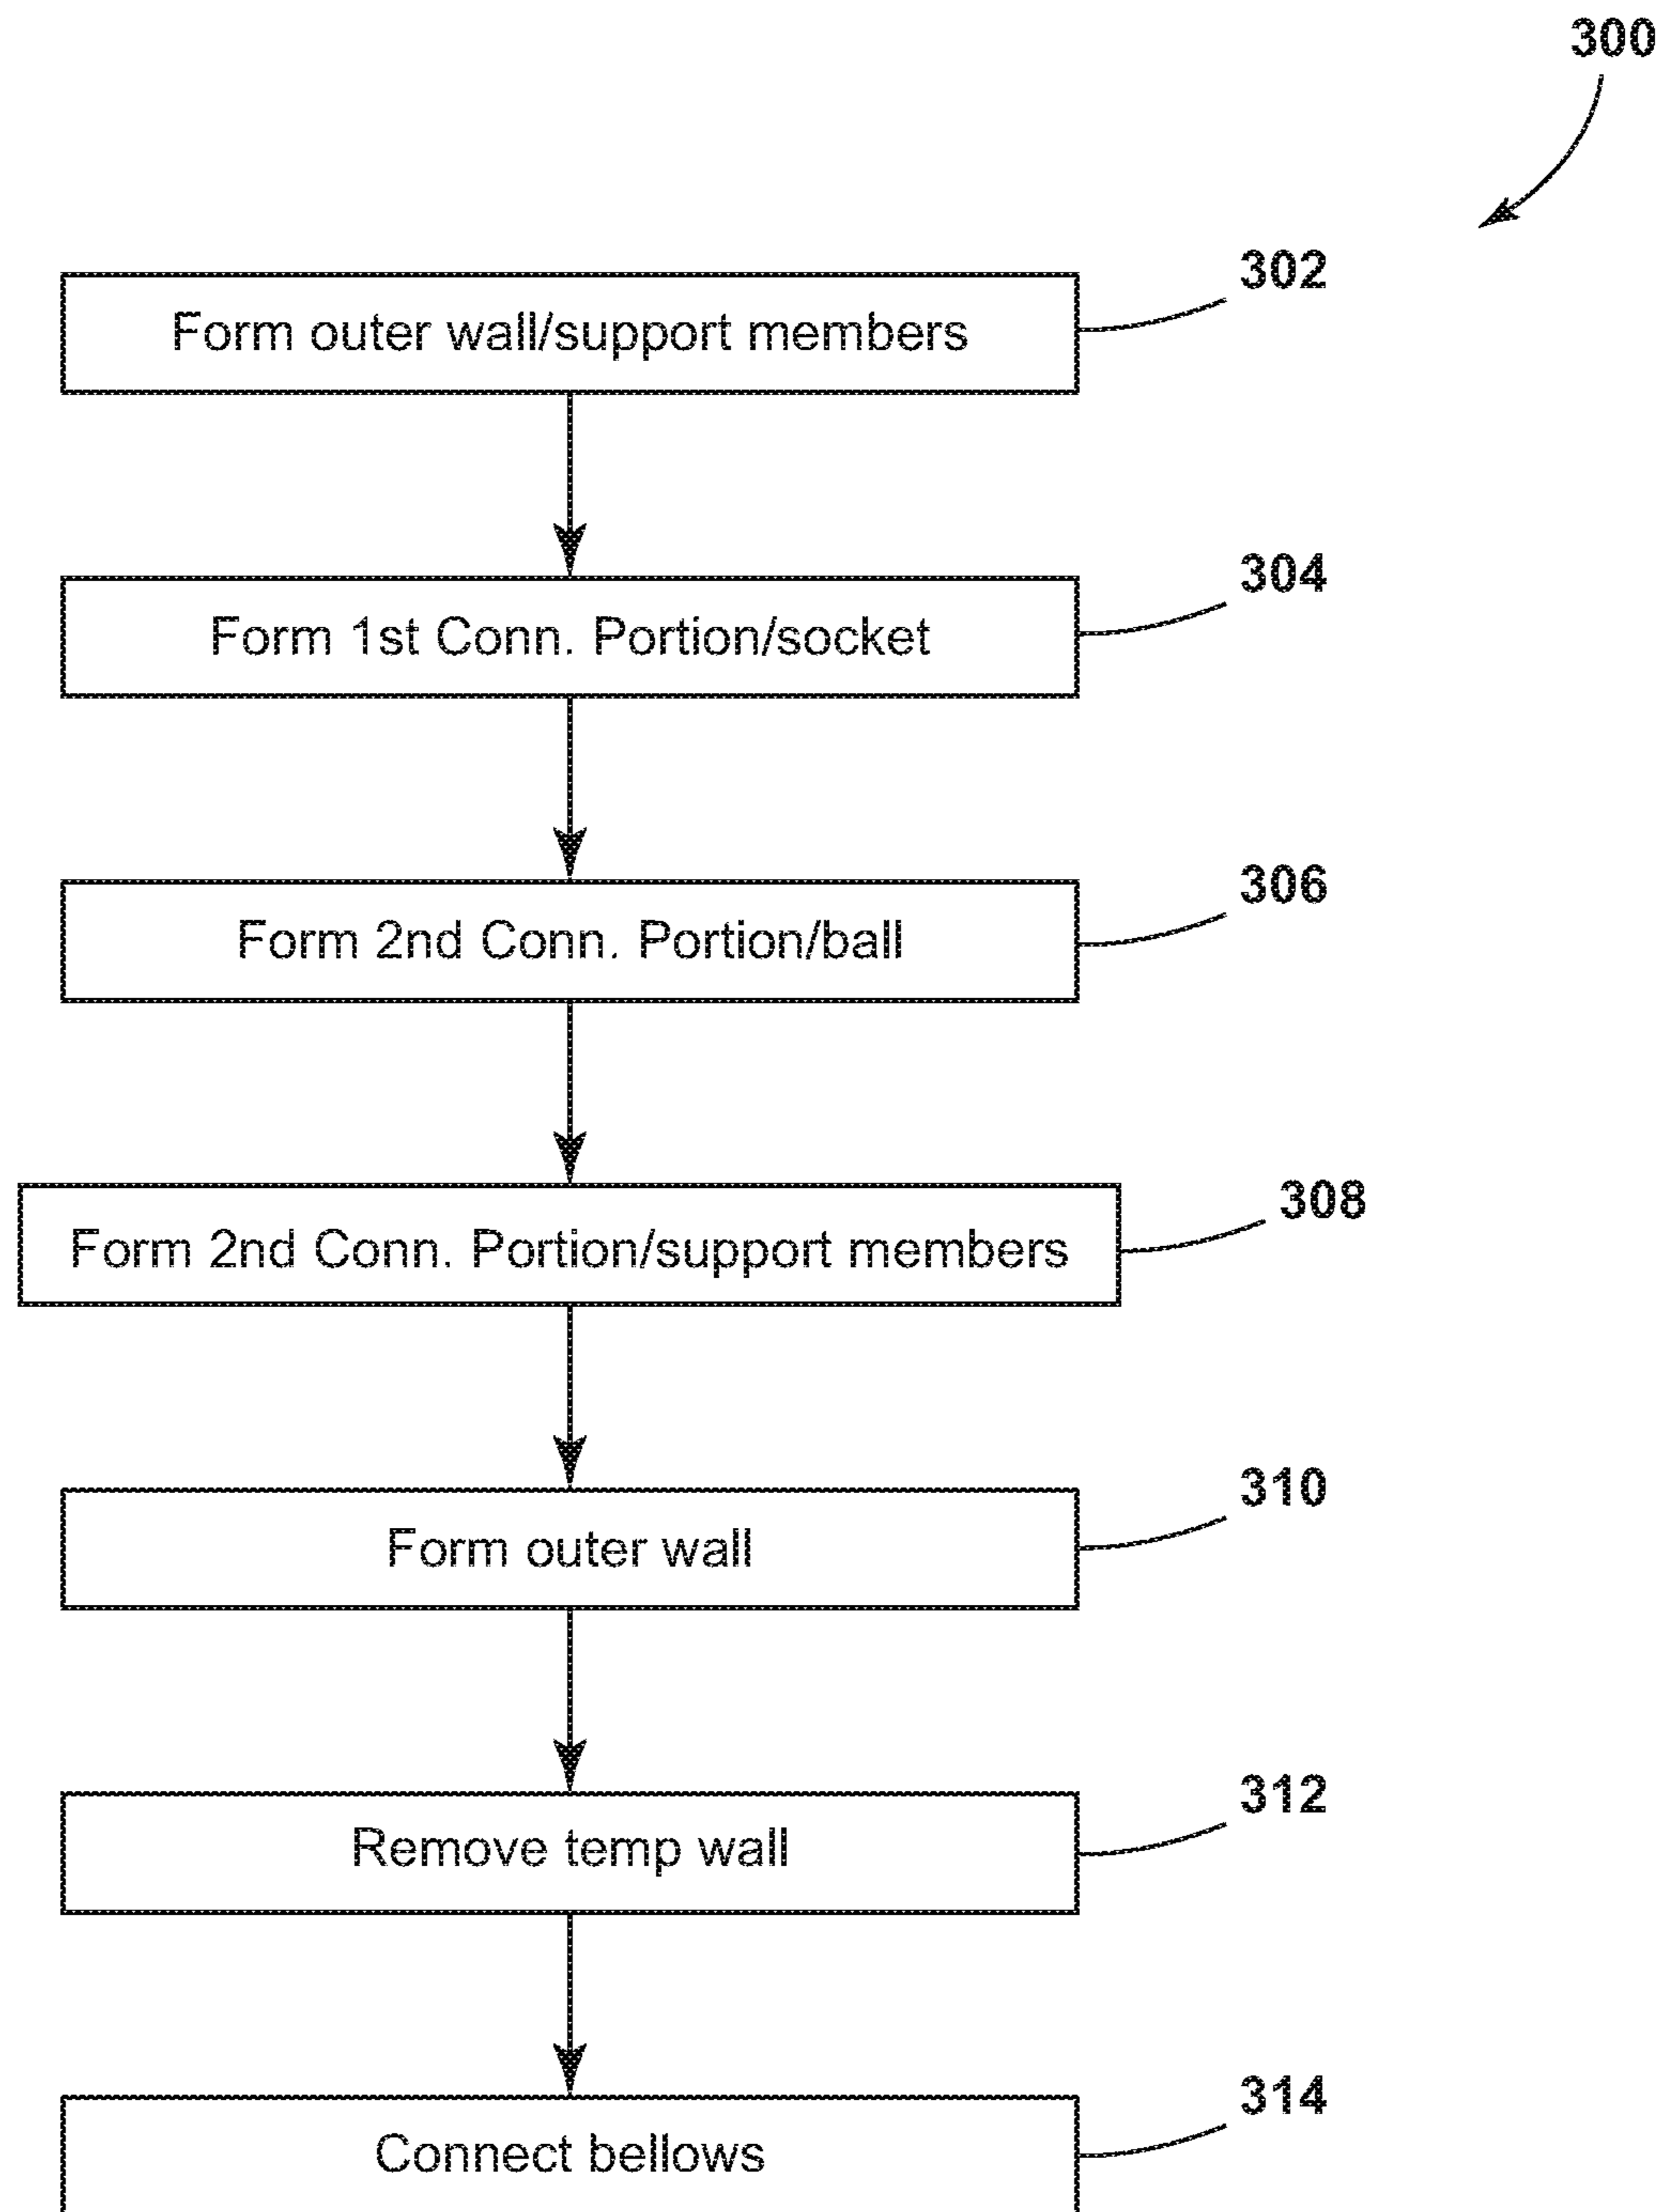 300
302
Form outer wall/support members
304
Form 1st Conn. Portion/socket
306
Form 2nd Conn. Portion/ball
308
Form 2nd Conn. Portion/support members
310
Form outer wall
312
Remove temp wall
314
Connect bellows